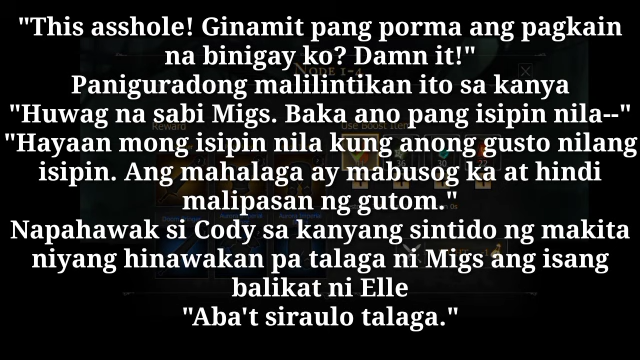 "This asshole! Ginamit pang porma ang pagkain
na binigay ko? Damn it!"
Paniguradong malilintikan ito sa kanya
"Huwag na sabi Migs. Baka ano pang isipin nila--"
"Hayaan mong isipin nila kung anong gusto nilang
isipin. Ang mahalaga ay mabusog ka at hindi
malipasan ng gutom."
Napahawak si Cody sa kanyang sintido ng makita
niyang hinawakan pa talaga ni Migs ang isang
balikat ni Elle
"Aba't siraulo talaga."